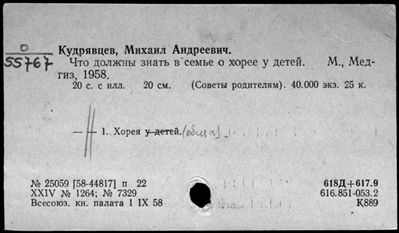 О
55767
Кудрявцев, Михаил Андреевич.
Что должны знать в семье о хорее у детей. М., Мед-
гиз, 1958.
20 с. с илл. 20 см. (Советы родителям). 40.000 экз. 25 к.
— 1. Хорея у детей. (общая)
№ 25059 [58-44817] п 22
618Д+617.9
XXIV № 1264; № 7329
616.851-053.2
Всесоюз. кн. палата 1 IX 58
К889